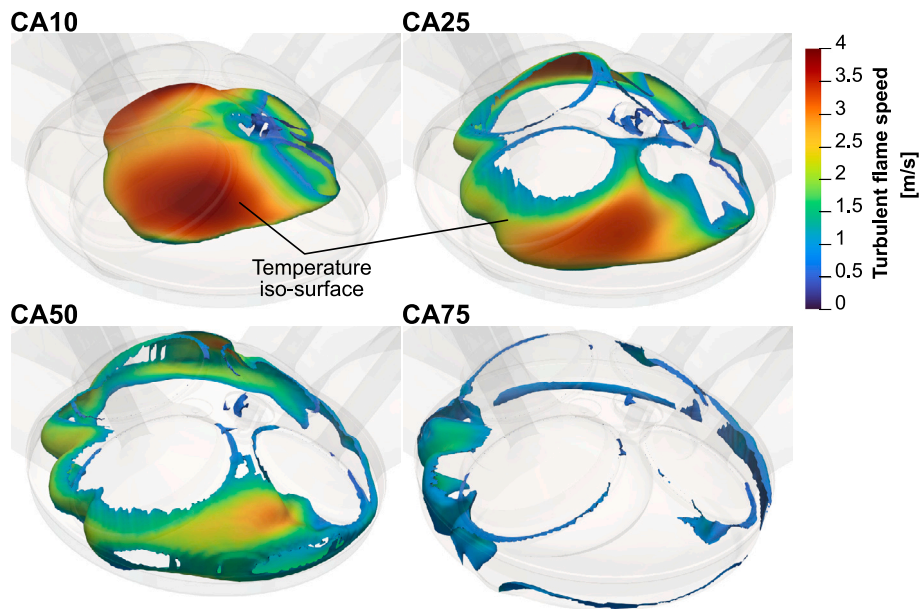 CA10
CA25
4
3.5
3
2.5
2
1.5
1
0.5
0
Turbulent flame speed
[m/s]
Temperature
iso-surface
CA50
CA75